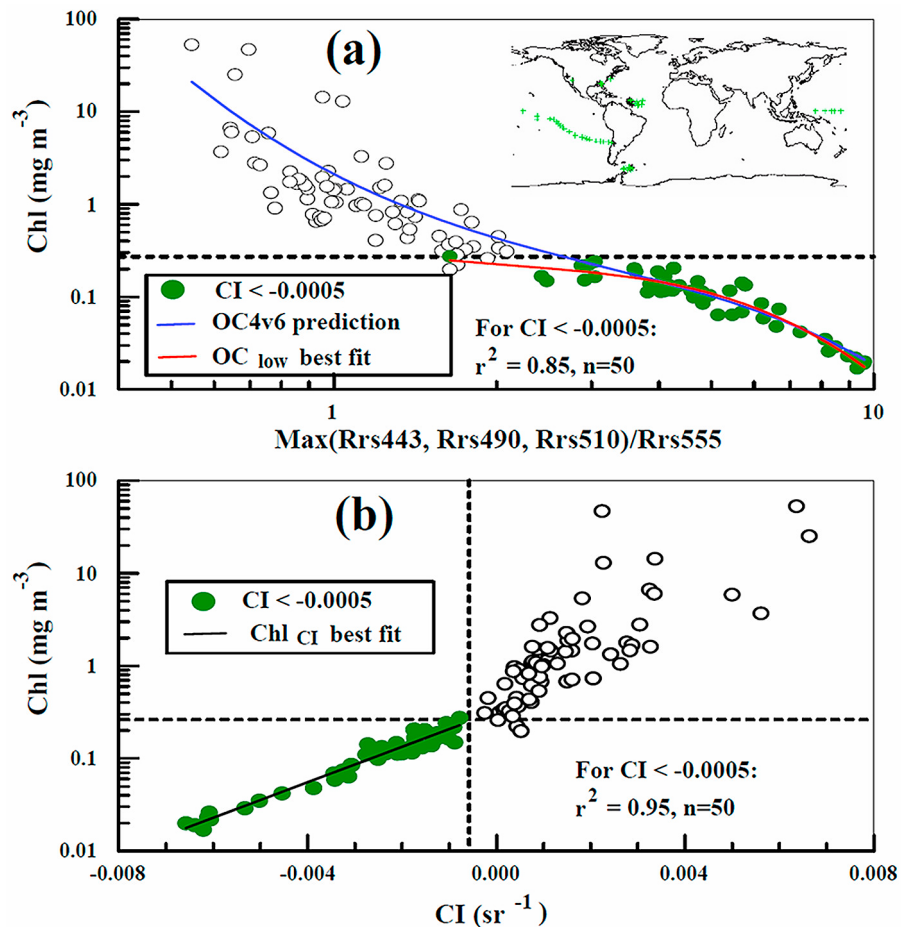 100
(a)
10
Chl (mg m-3)
1
0.1
0.01
CI < -0.0005
OC4v6 prediction
OC low best fit
For CI < -0.0005:
r2 = 0.85, n=50
1
10
Max(Rrs443, Rrs490, Rrs510)/Rrs555
100
(b)
10
Chl (mg m-3)
1
0.1
0.01
CI < -0.0005
Chl CI best fit
For CI < -0.0005:
r2 = 0.95, n=50
-0.008
-0.004
0.000
0.004
0.008
CI (sr -1)